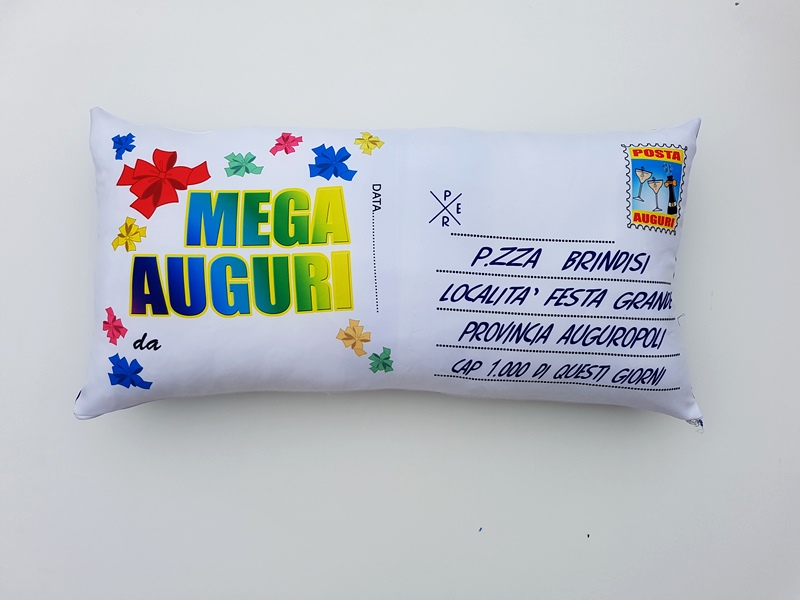 MEGA
AUGURI
da
DATA
PER
P.ZZA BRINDISI
LOCALITA' FESTA GRANDE
PROVINCIA AUGUROPOLI
CAP 1.000 DI QUESTI GIORNI
POSTA
AUGURI